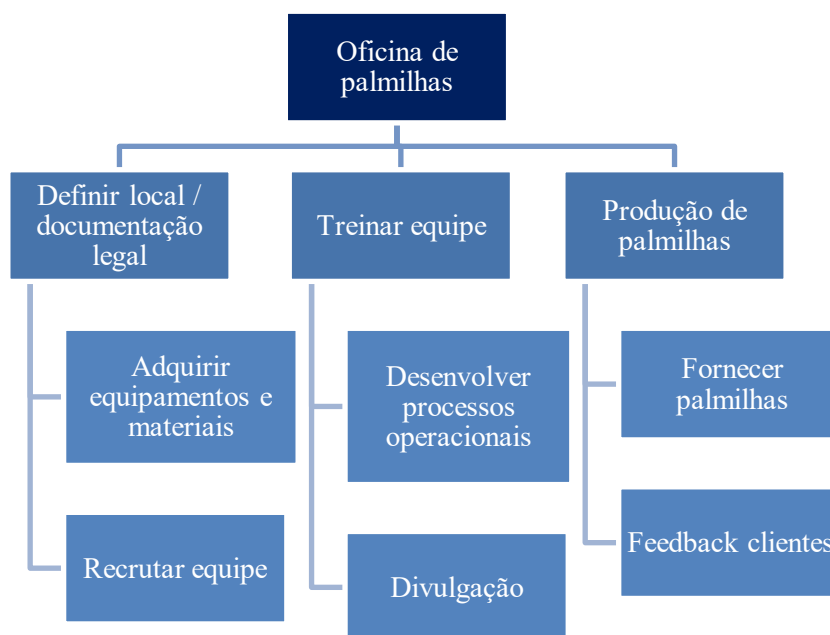 Oficina de
palmilhas
Definir local /
documentação
legal
Treinar equipe
Produção de
palmilhas
Adquirir
equipamentos e
materiais
Desenvolver
processos
operacionais
Fornecer
palmilhas
Recrutar equipe
Divulgação
Feedback clientes